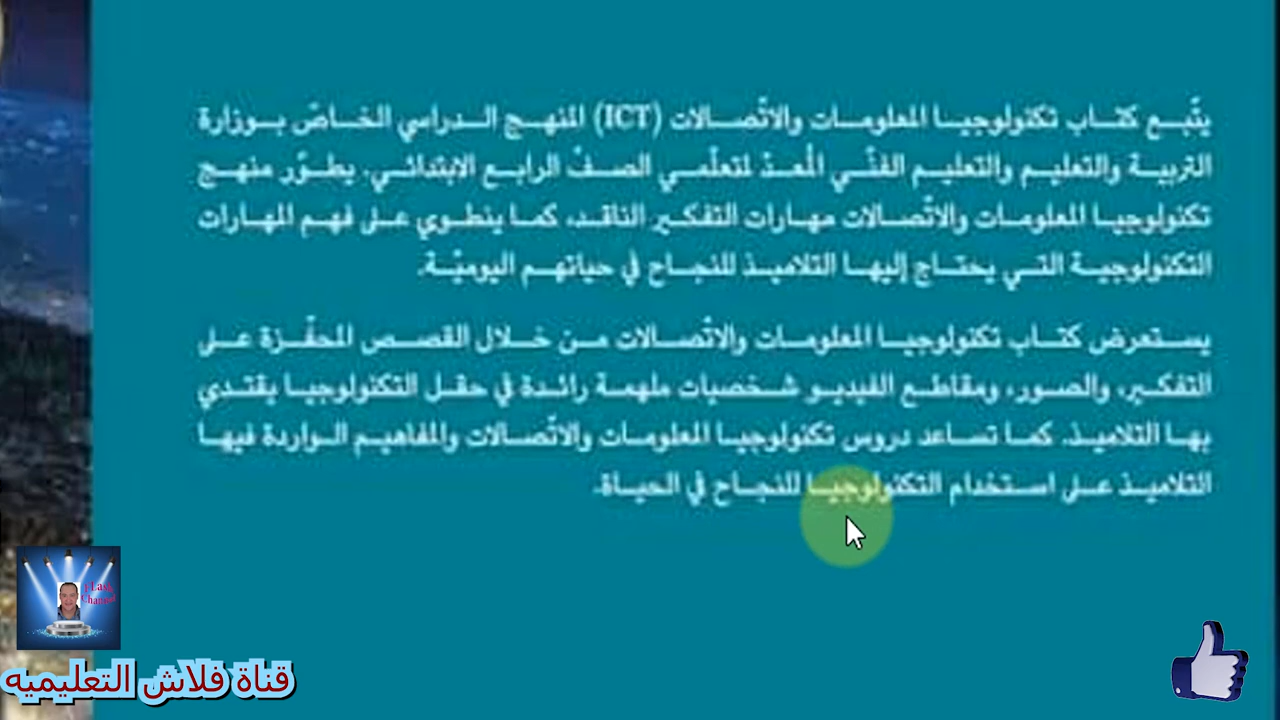 يتّبع كتاب تكنولوجيا المعلومات والاتّصالات (ICT) المنهج الدراسي الخاصّ بوزارة
التربية والتعليم والتعليم الفنّي المُعدّ لمتعلّمي الصفّ الرابع الابتدائي. يطوّر منهج
تكنولوجيا المعلومات والاتّصالات مهارات التفكير الناقد، كما ينطوي على فهم المهارات
التكنولوجية التي يحتاج إليها التلاميذ للنجاح في حياتهم اليوميّة.
يستعرض كتاب تكنولوجيا المعلومات والاتّصالات من خلال القصص المحفّزة على
التفكير، والصور، ومقاطع الفيديو شخصيات ملهمة رائدة في حقل التكنولوجيا يقتدي
بها التلاميذ. كما تساعد دروس تكنولوجيا المعلومات والاتّصالات والمفاهيم الواردة فيها
التلاميذ على استخدام التكنولوجيا للنجاح في الحياة.
Flash
Channel
قناة فلاش التعليميه